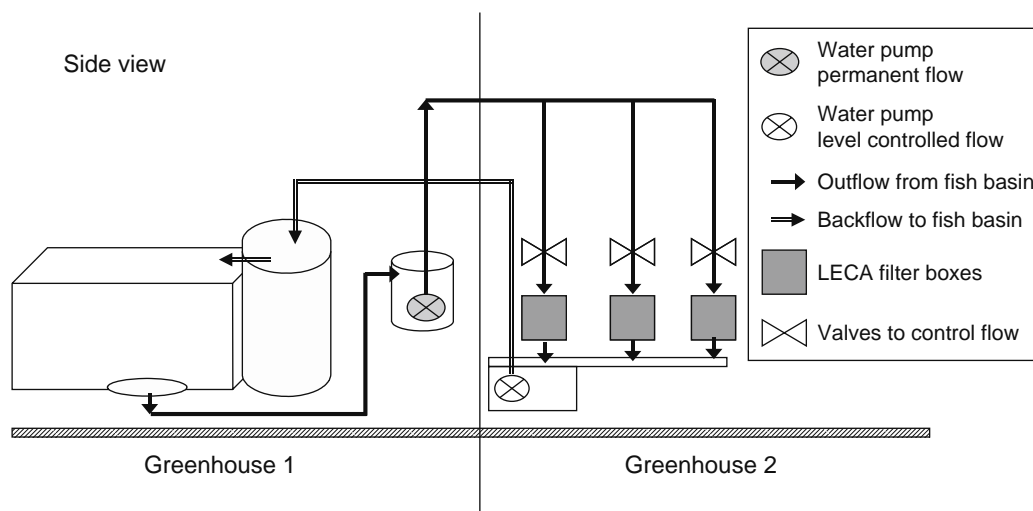 Side view
Water pump
permanent flow
Water pump
level controlled flow
Outflow from fish basin
Backflow to fish basin
LECA filter boxes
Valves to control flow
Greenhouse 1
Greenhouse 2